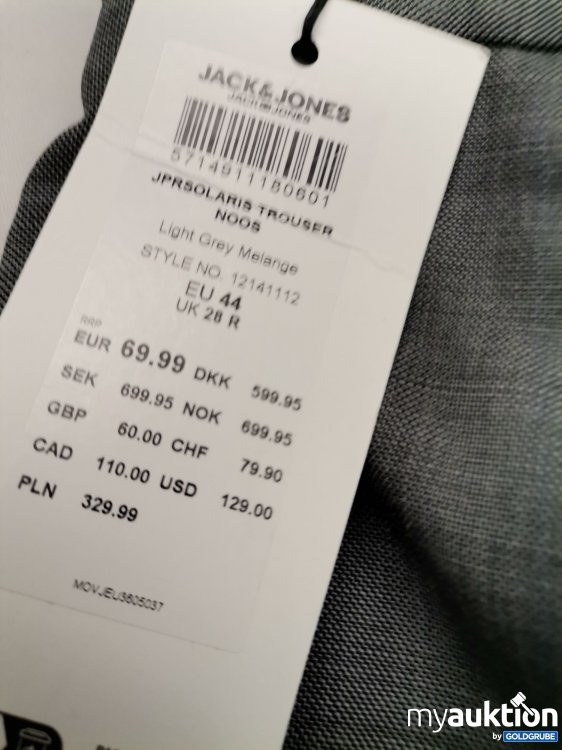 JACK&JONES
JACK&JONES
5714911180601
JPRSOLARIS TROUSER
NOOS
Light Grey Melange
STYLE NO. 12141112
EU 44
UK 28 R
RRP
EUR 69.99 DKK 599.95
SEK 699.95 NOK 699.95
GBP 60.00 CHF 79.90
CAD 110.00 USD 129.00
PLN 329.99
MOVJEU3605037
myauktion
by GOLDGRUBE